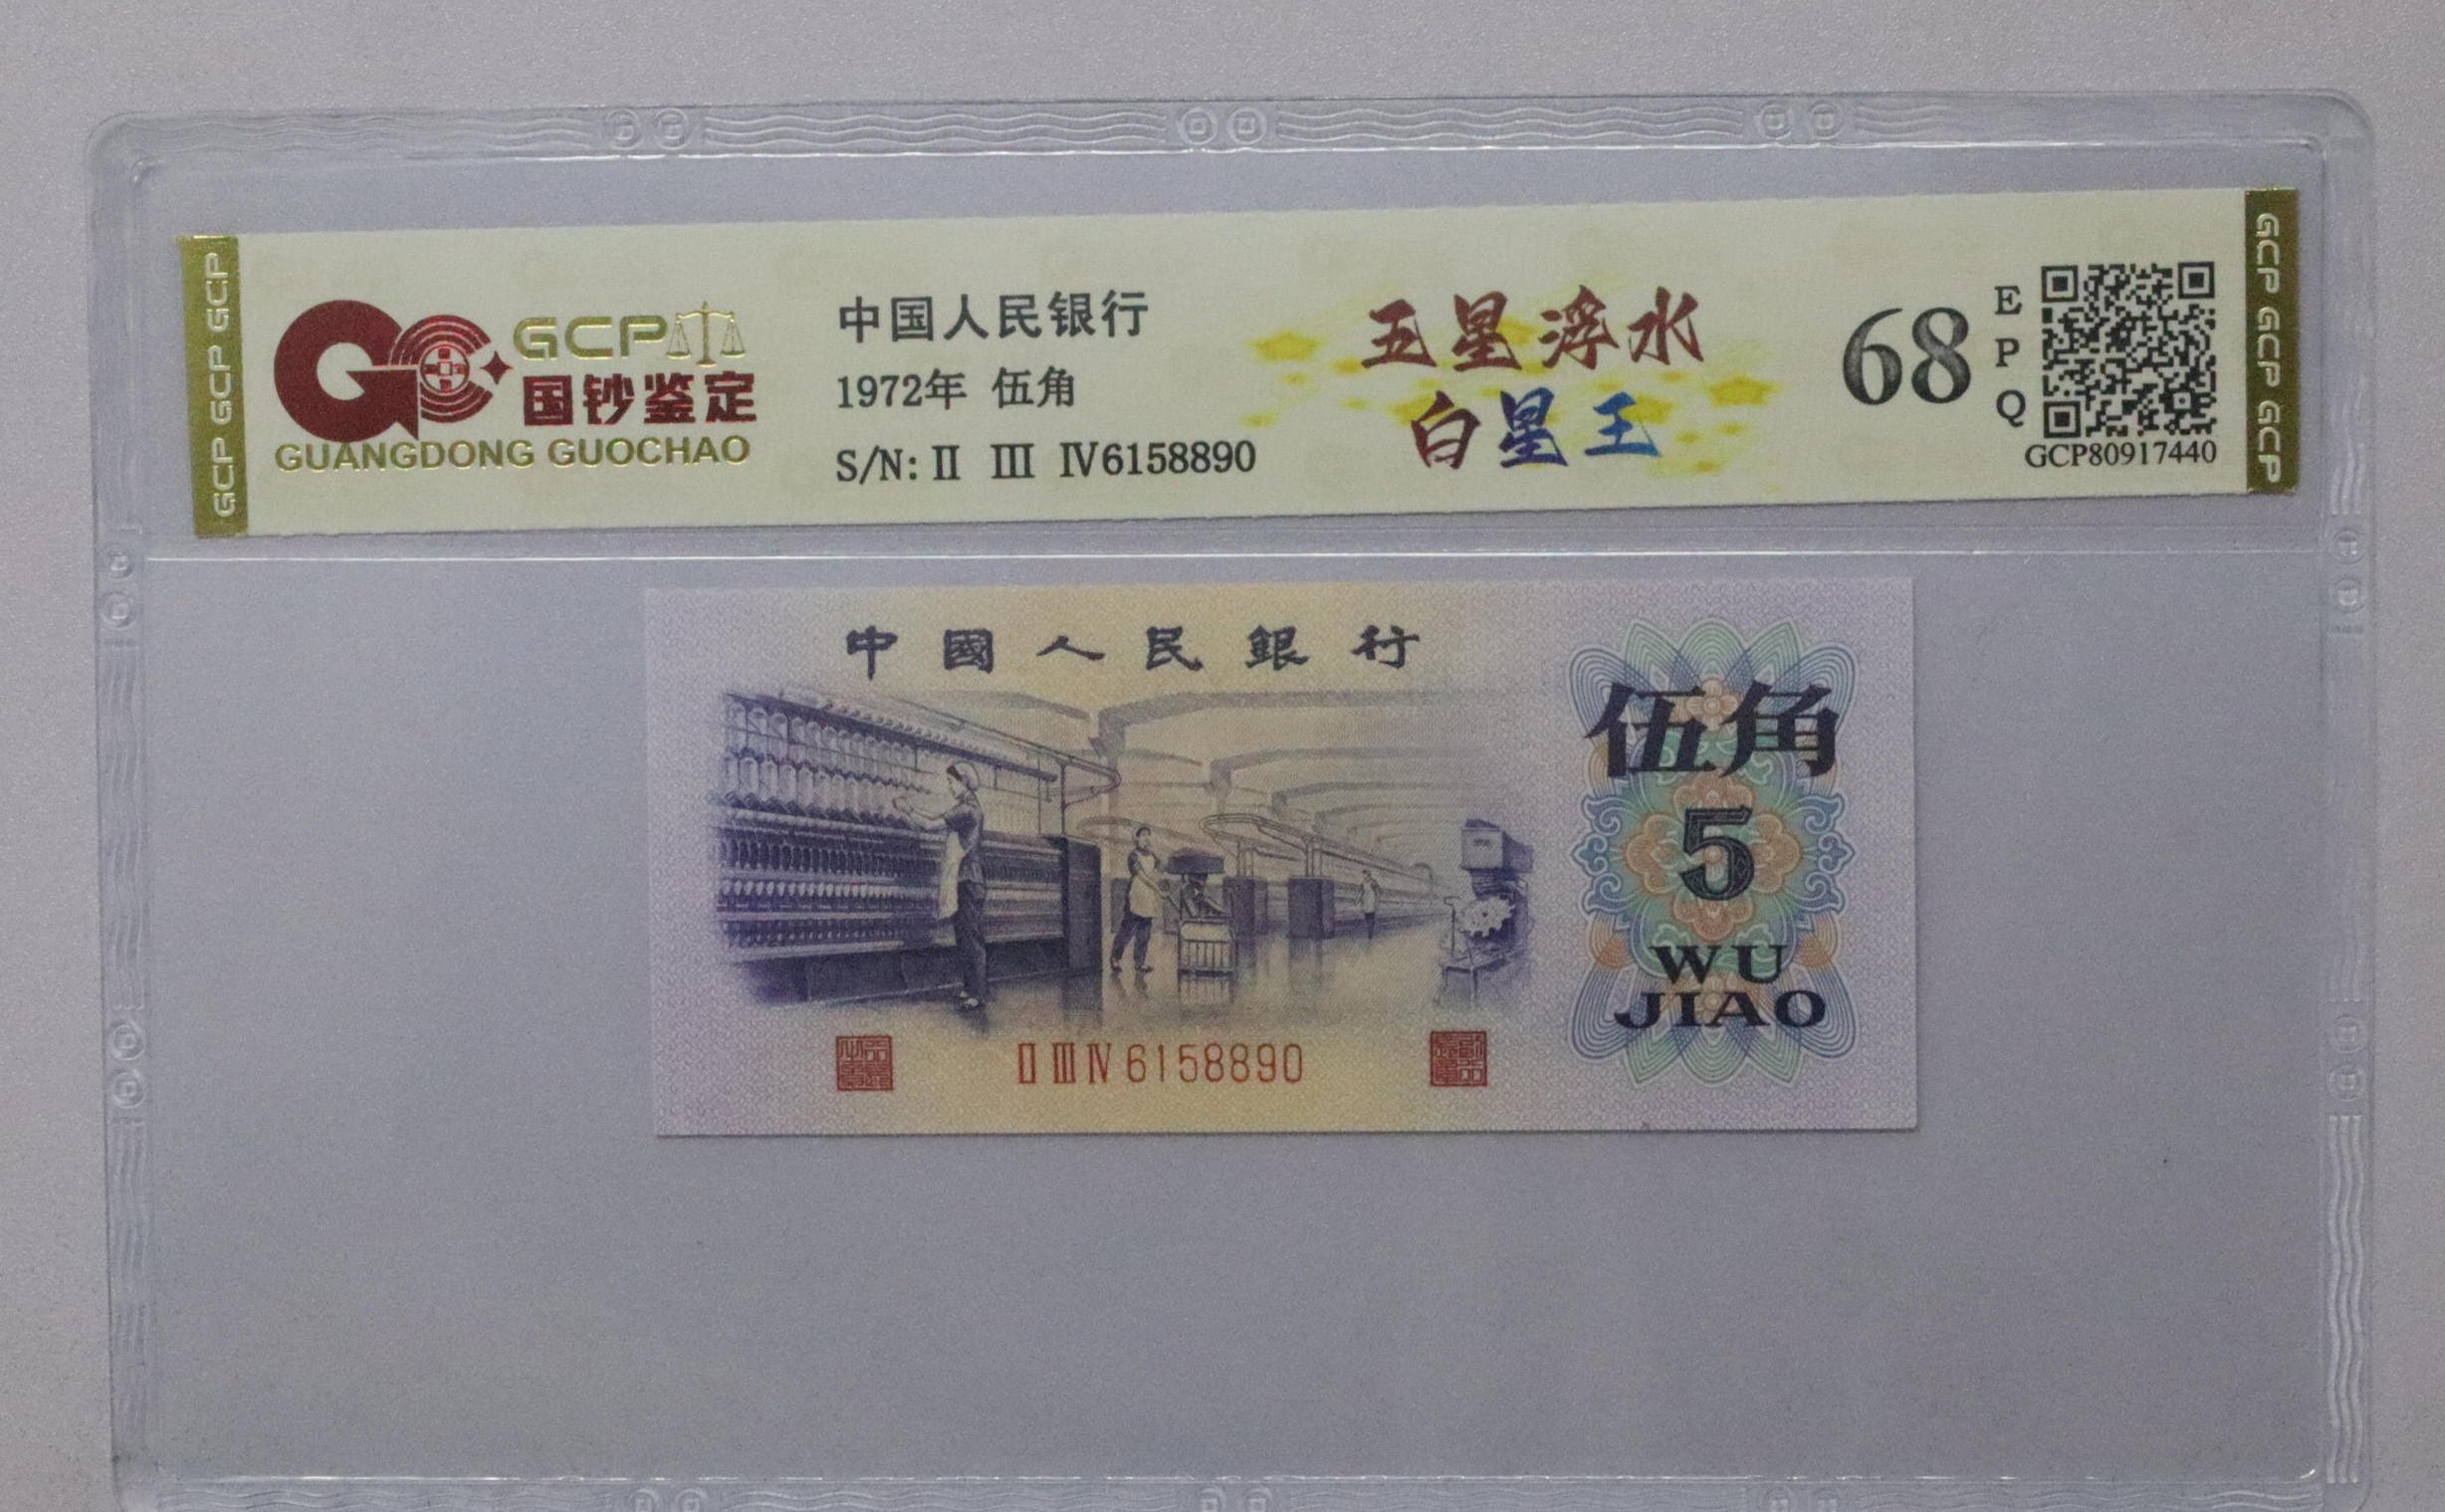 GCP GCP GCP
GCP
国钞鉴定
GUANGDONG GUOCHAO
中国人民银行
1972年 伍角
S/N: Ⅱ Ⅲ Ⅳ6158890
五星浮水
白星王
68
E
P
Q
GCP80917440
GCP GCP GCP
中國人民銀行
伍角
5
WU
JIAO
Ⅱ Ⅲ Ⅳ 6158890